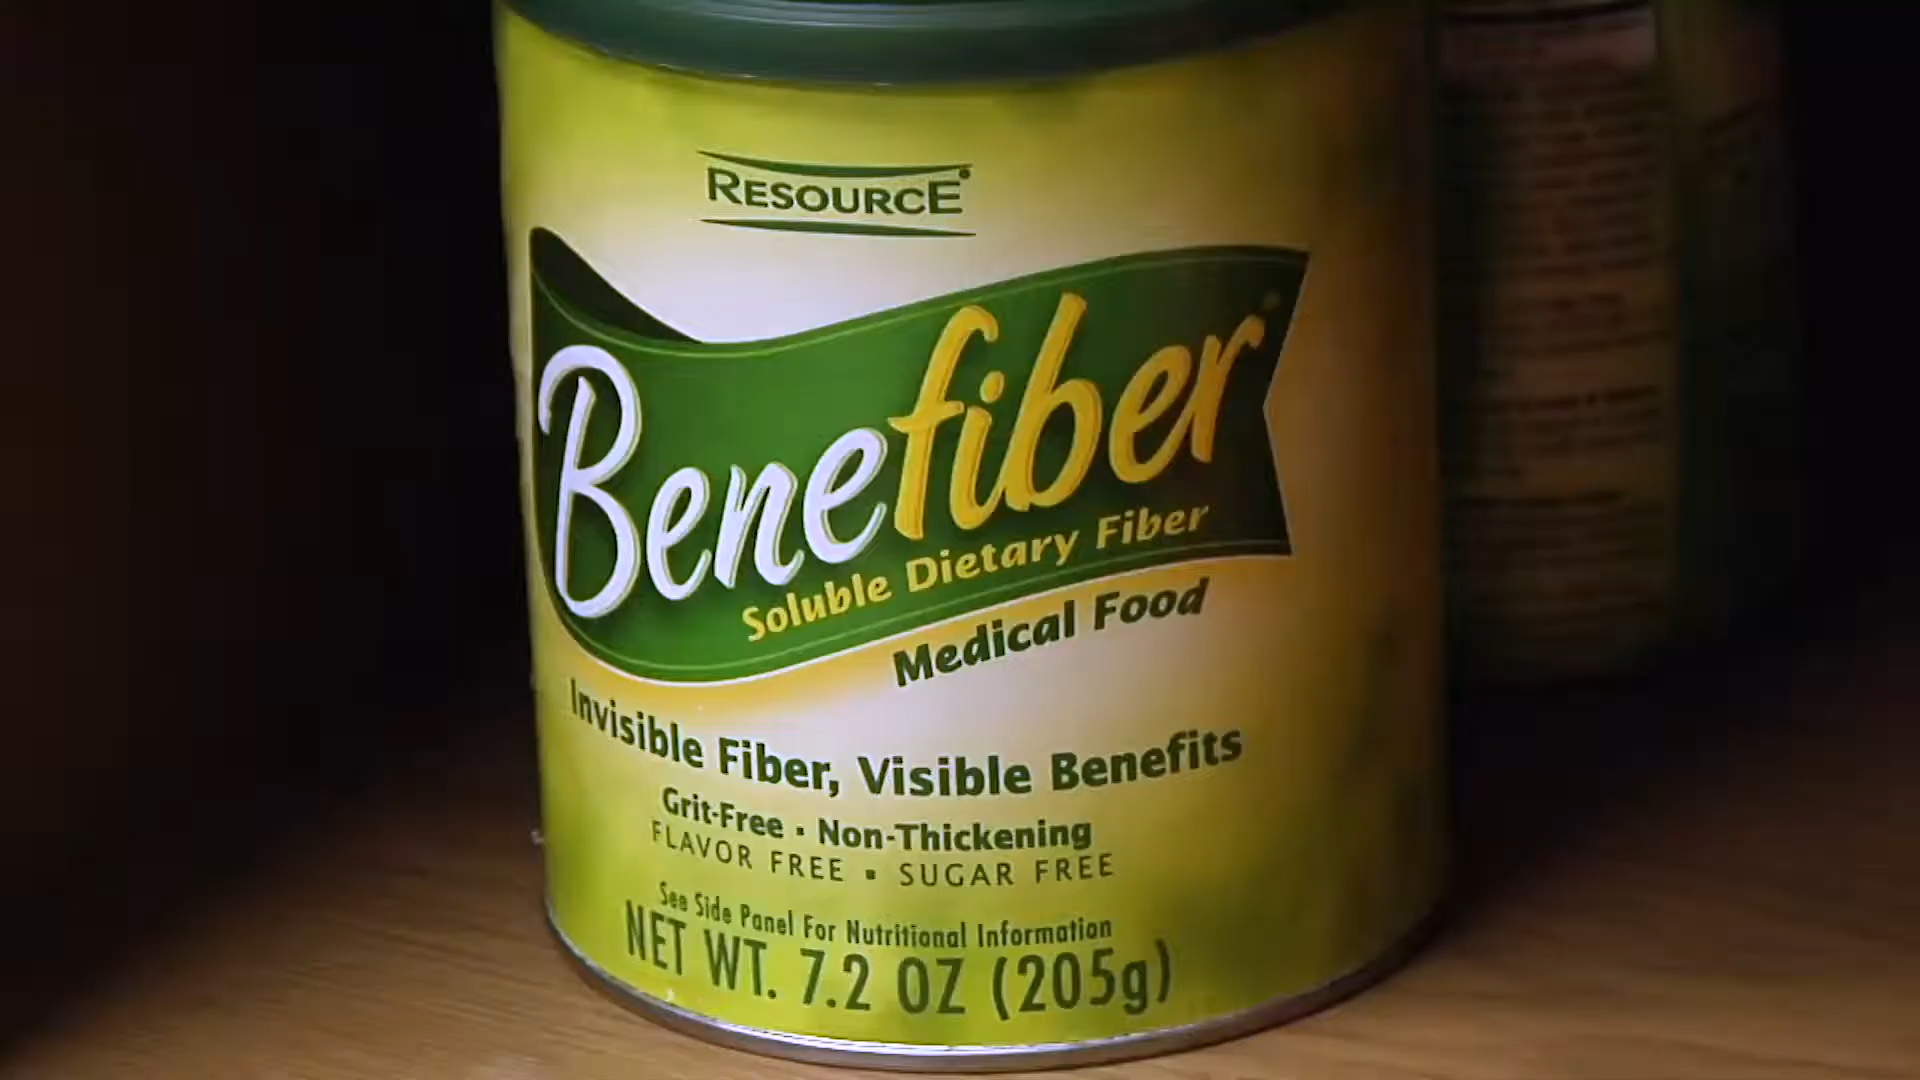 RESOURCE®
Benefiber
Soluble Dietary Fiber
Medical Food
Invisible Fiber, Visible Benefits
Grit-Free ▪ Non-Thickening
FLAVOR FREE ▪ SUGAR FREE
See Side Panel For Nutritional Information
NET WT. 7.2 OZ (205g)